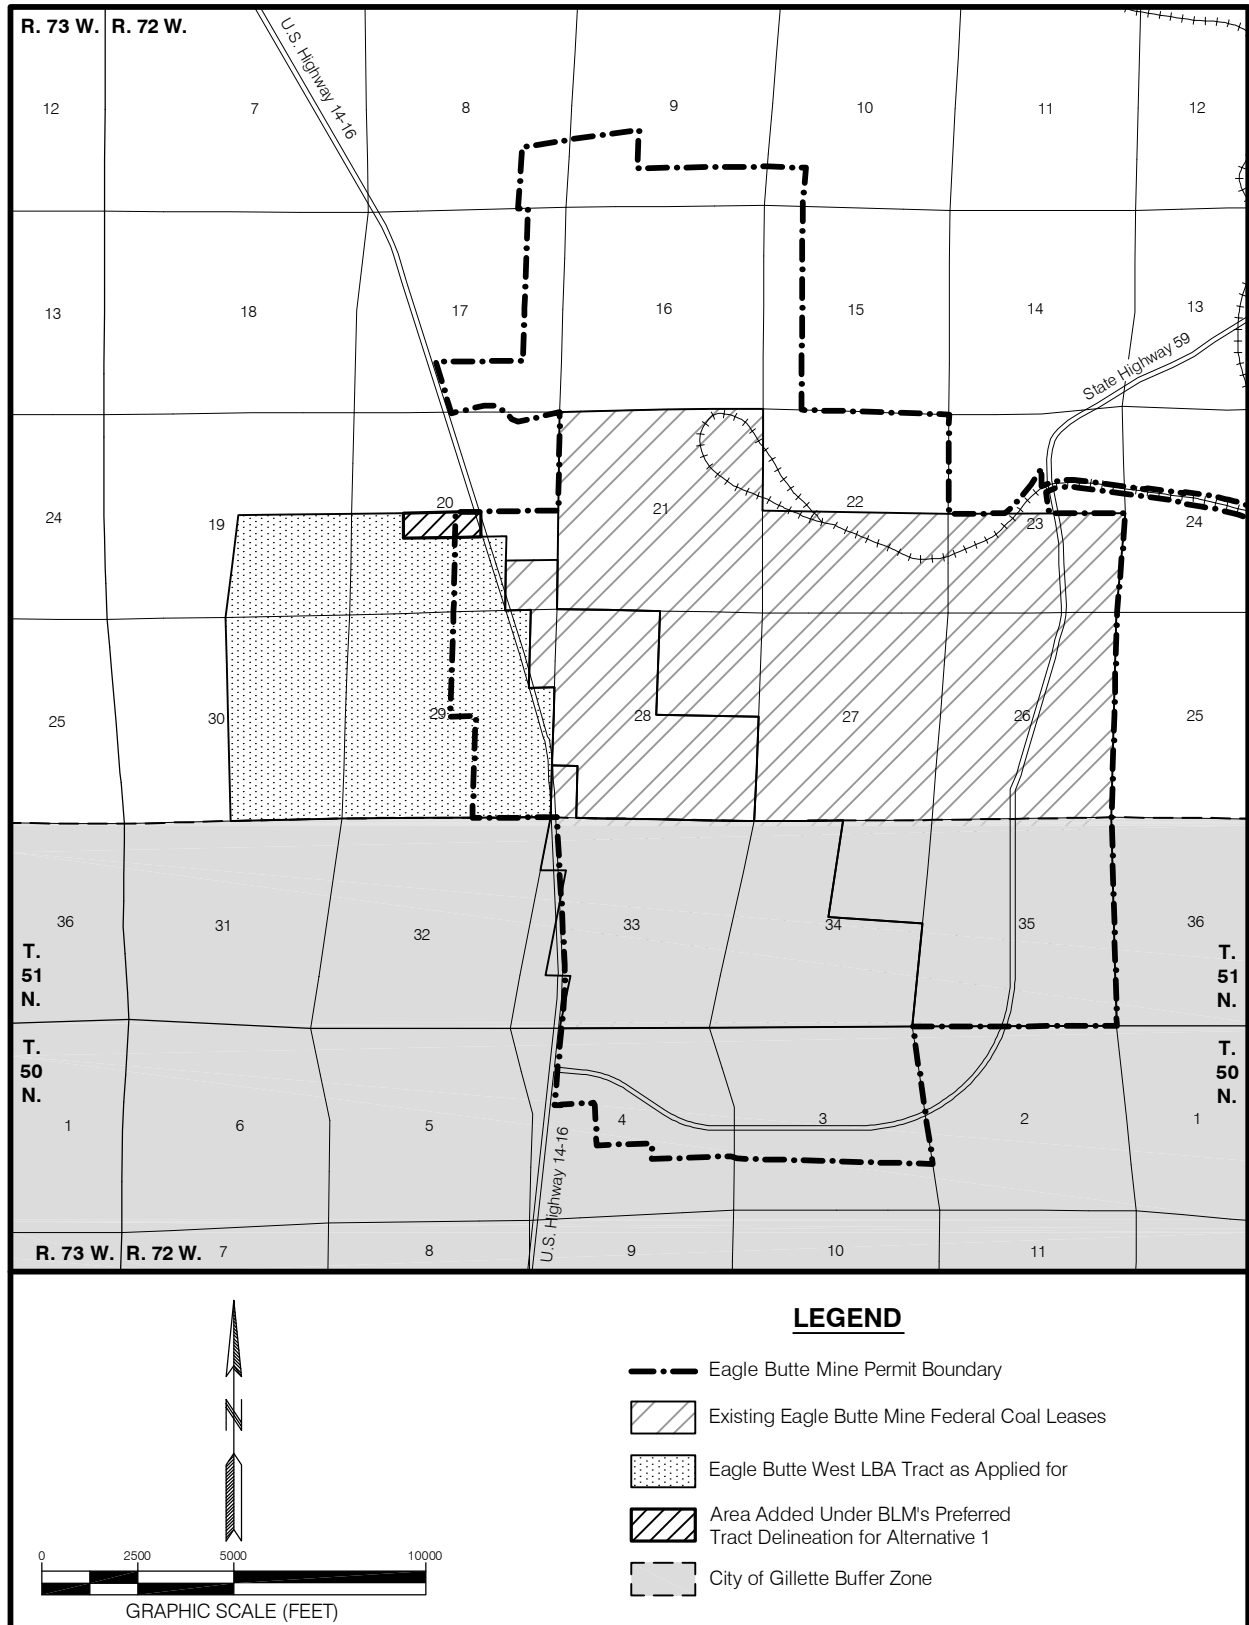 R. 73 W. R. 72 W.
U.S. Highway 14-16
12 7 8 9 10 11 12
13 18 17 16 15 14 13
State Highway 59
24 19 20 21 22 23 24
25 30 29 28 27 26 25
36 31 32 33 34 35 36
T.
51
N.
T.
51
N.
T.
50
N.
T.
50
N.
1 6 5 4 3 2 1
U.S. Highway 14-16
R. 73 W. R. 72 W. 7 8 9 10 11
LEGEND
Eagle Butte Mine Permit Boundary
Existing Eagle Butte Mine Federal Coal Leases
Eagle Butte West LBA Tract as Applied for
Area Added Under BLM's Preferred
Tract Delineation for Alternative 1
City of Gillette Buffer Zone
N
0 2500 5000 10000
GRAPHIC SCALE (FEET)